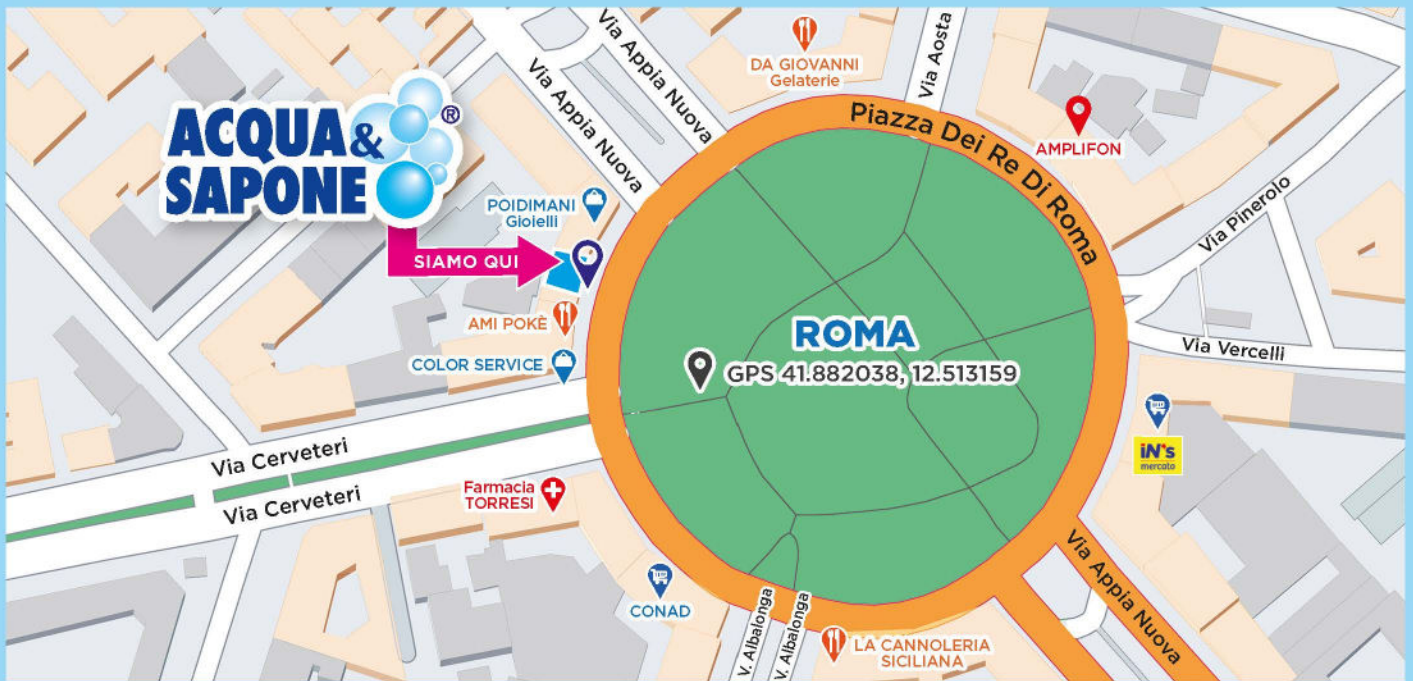 DA GIOVANNI
Gelaterie
Via Appia Nuova
Via Appia Nuova
Via Aosta
Piazza Dei Re Di Roma
AMPLIFON
ACQUA&
SAPONE
®
POIDIMANI
Gioielli
SIAMO QUI
AMI POKÈ
COLOR SERVICE
Via Pinerolo
Via Vercelli
ROMA
GPS 41.882038, 12.513159
iN's
mercato
Via Cerveteri
Via Cerveteri
Farmacia
TORRESI
CONAD
V. Albalonga
V. Albalonga
LA CANNOLERIA
SICILIANA
Via Appia Nuova